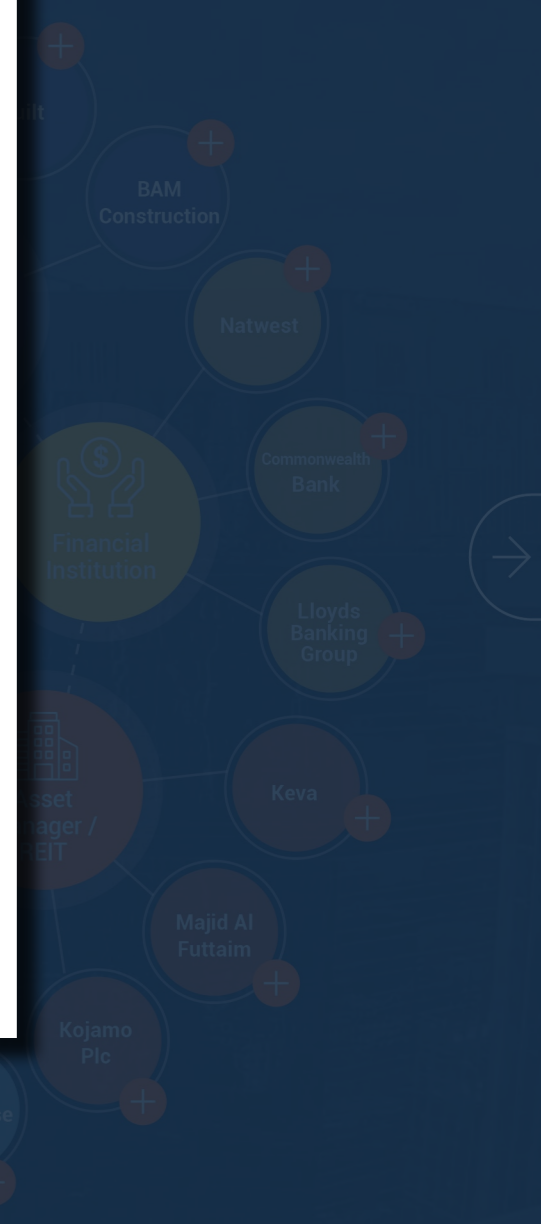 BAM
Construction
Natwest
Commonwealth
Bank
$
Financial
Institution
Lloyds
Banking
Group
Keva
Majid Al
Futtaim
Kojamo
Plc